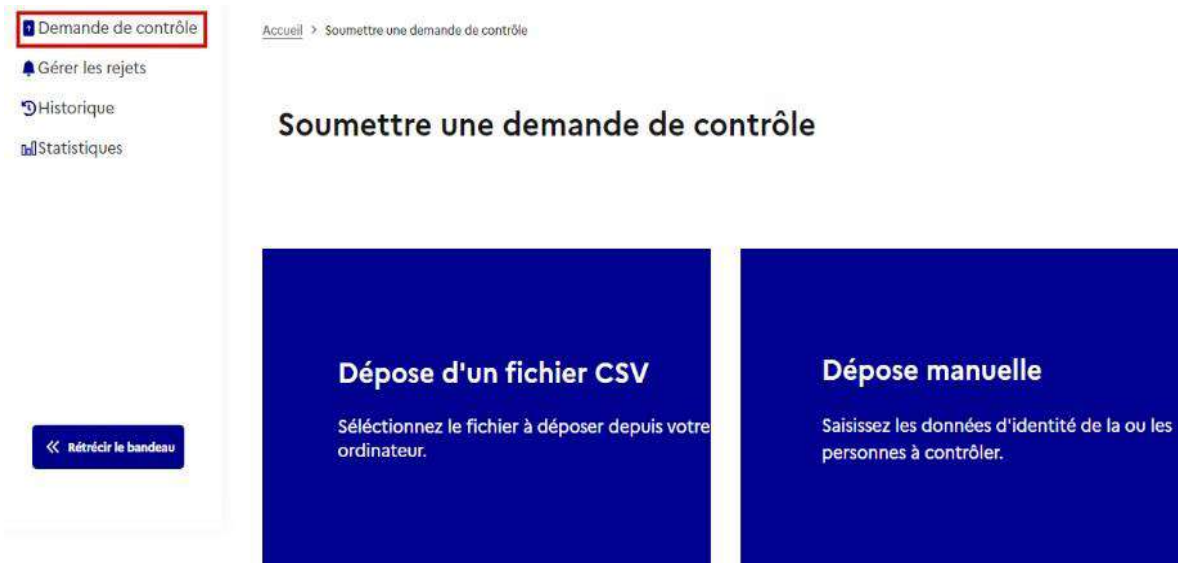 Demande de contrôle
Gérer les rejets
Historique
Statistiques
Rétrécir le bandeau
Accueil > Soumettre une demande de contrôle
Soumettre une demande de contrôle
Dépose d'un fichier CSV
Séléctionnez le fichier à déposer depuis votre
ordinateur.
Dépose manuelle
Saisissez les données d'identité de la ou les
personnes à contrôler.